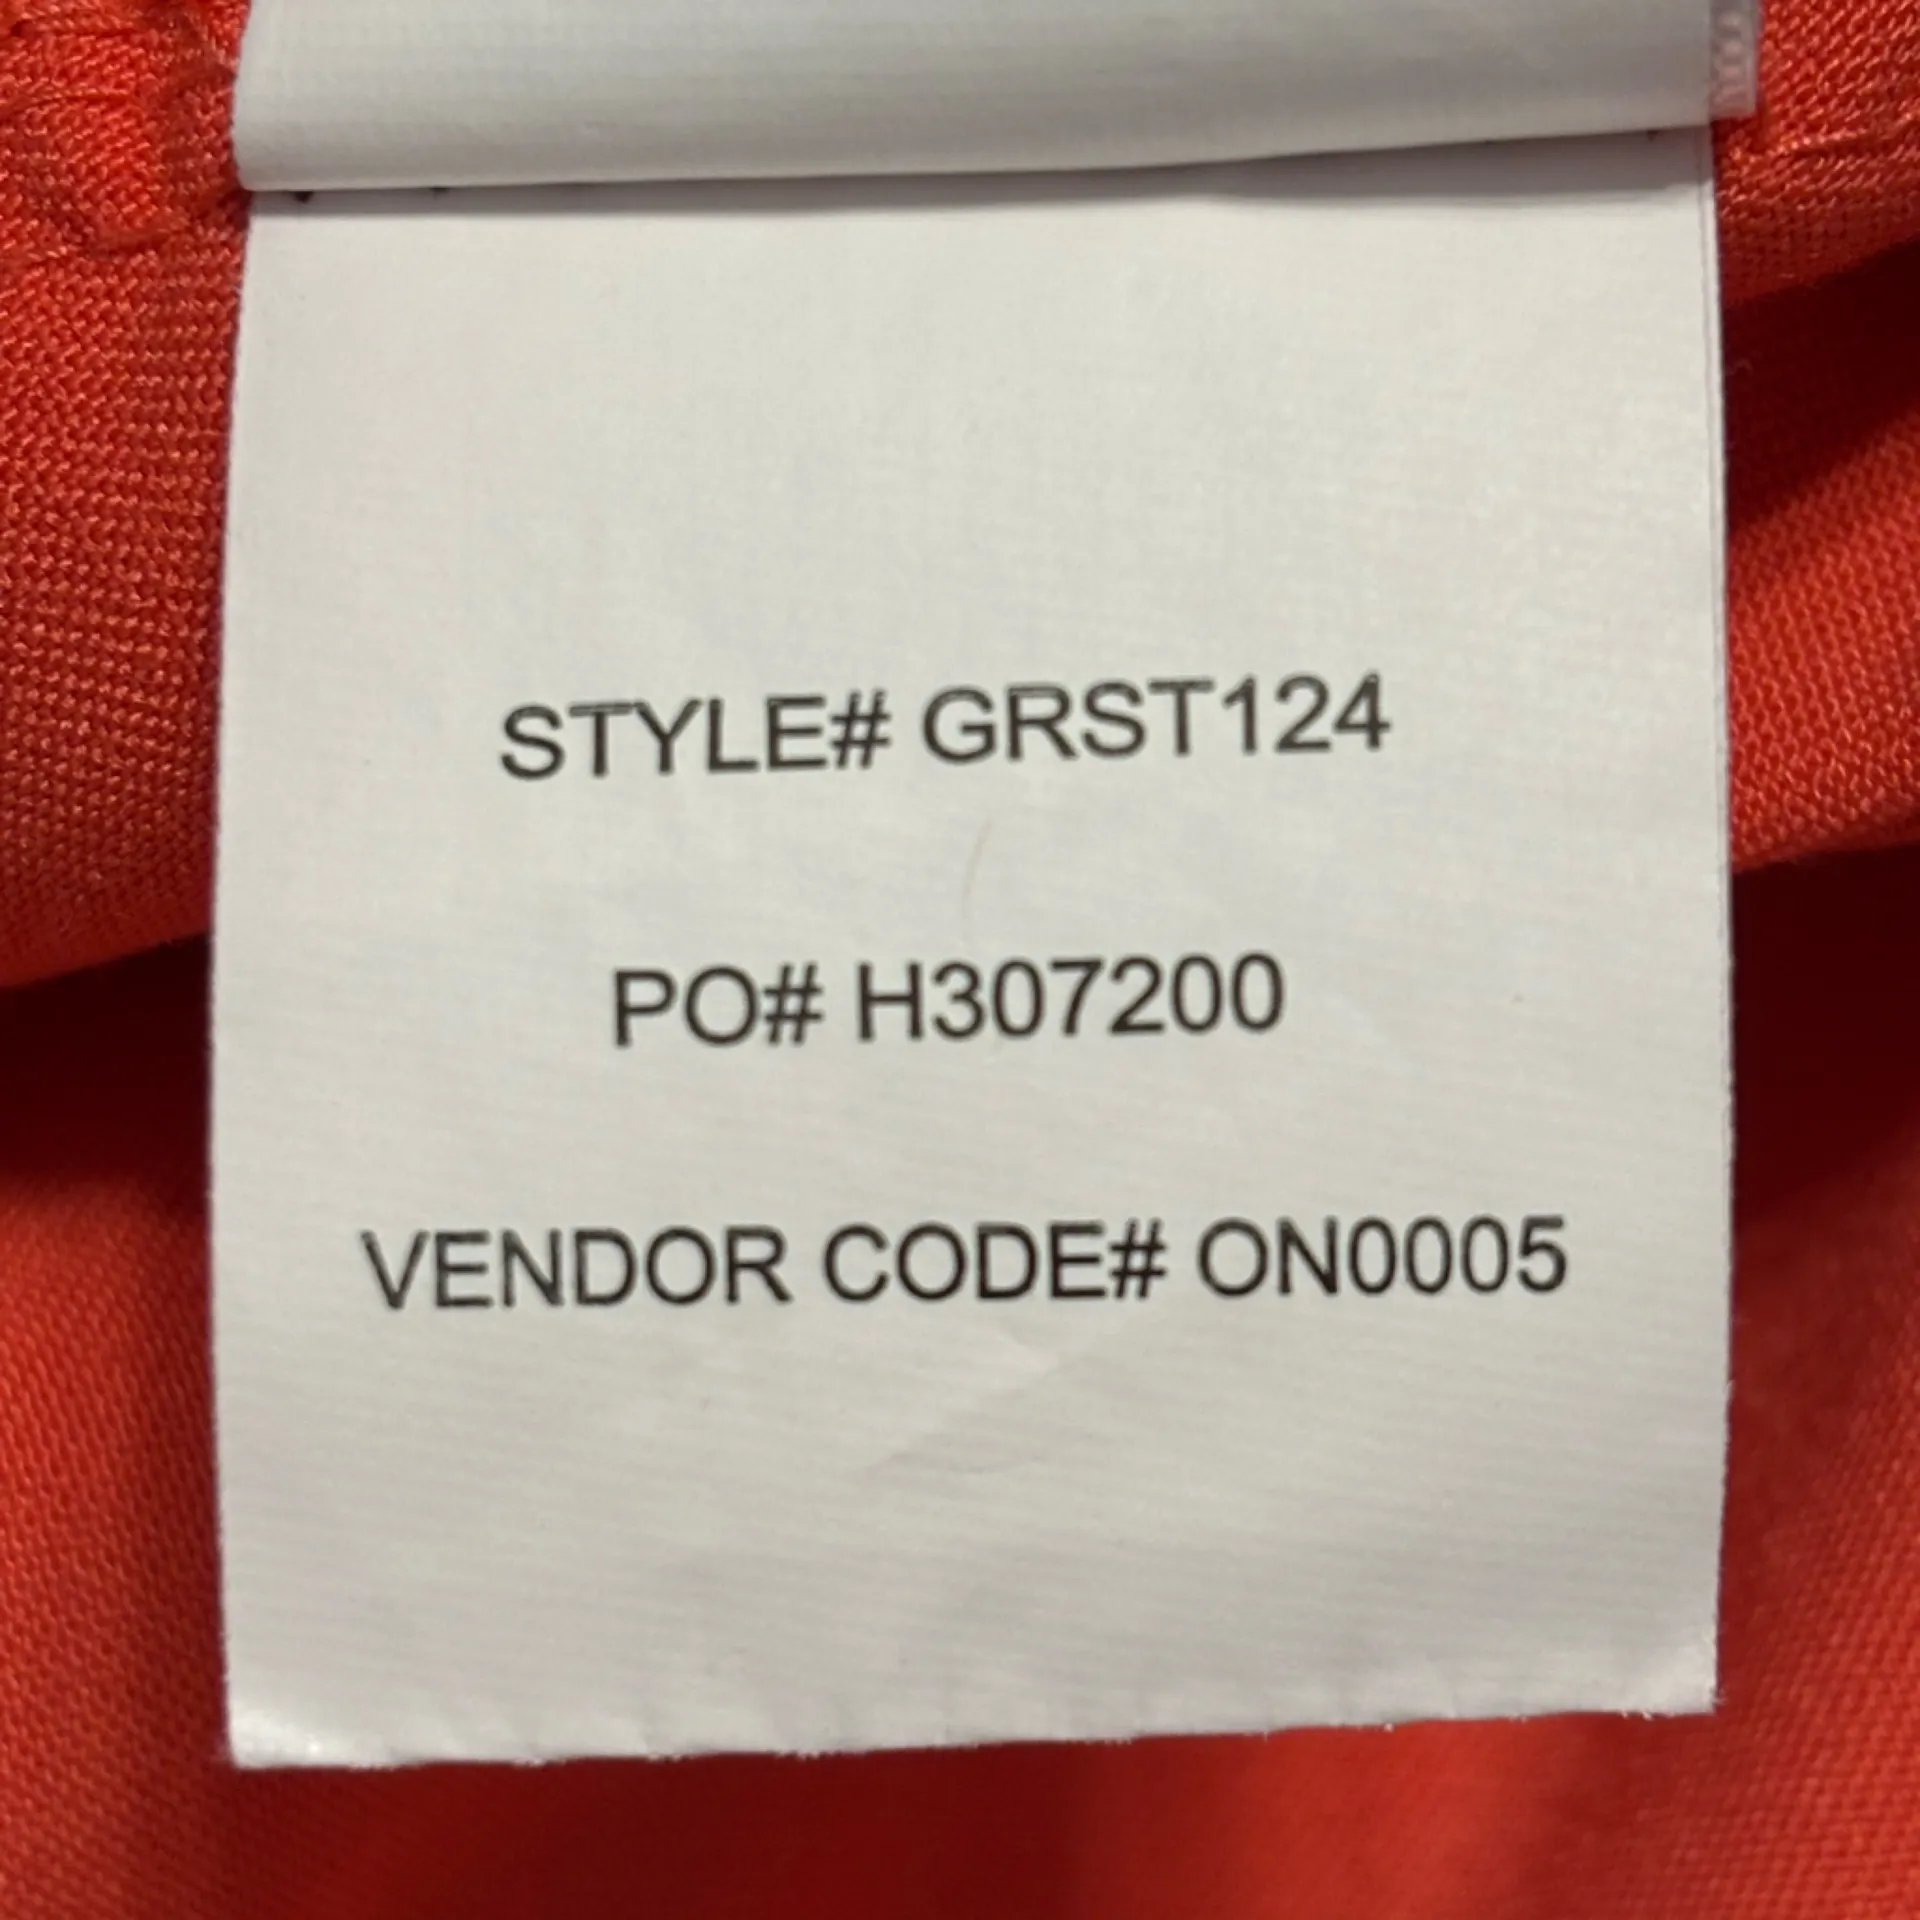 STYLE# GRST124
PO# H307200
VENDOR CODE# ON0005